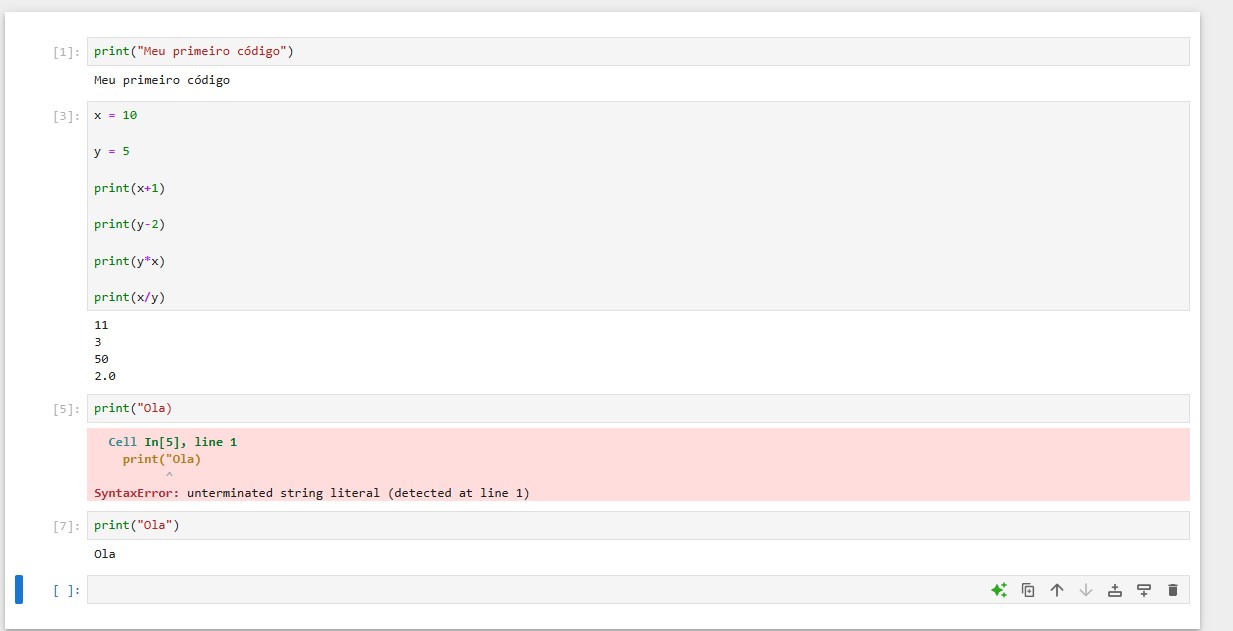 [1]: print("Meu primeiro código")
Meu primeiro código
[3]: x = 10
y = 5
print(x+1)
print(y-2)
print(y*x)
print(x/y)
11
3
50
2.0
[5]: print("Ola)
Cell In[5], line 1
print("Ola)
^
SyntaxError: unterminated string literal (detected at line 1)
[7]: print("Ola")
Ola
[ ]: